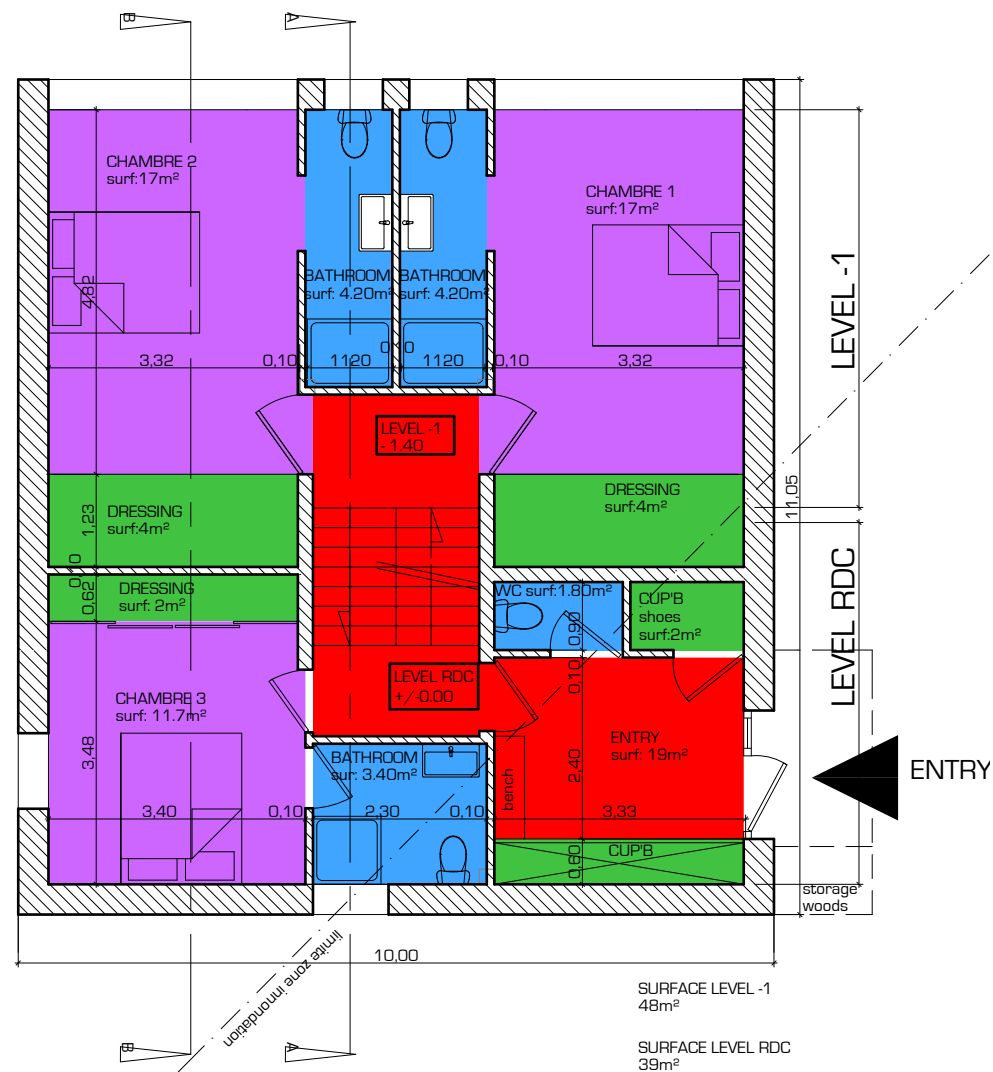 B
A
CHAMBRE 2
surf:17m²
CHAMBRE 1
surf:17m²
BATHROOM
surf: 4.20m²
BATHROOM
surf: 4.20m²
4,82
3,32
0,10
1120
0,10
1120
0,10
3,32
LEVEL -1
LEVEL -1
- 1.40
11,05
DRESSING
surf:4m²
DRESSING
surf:4m²
1,23
0,10
0,62
DRESSING
surf: 2m²
WC surf:1.80m²
CUP'B
shoes
surf:2m²
0,90
0,10
LEVEL RDC
LEVEL RDC
+/-0.00
CHAMBRE 3
surf: 11.7m²
3,48
BATHROOM
sur: 3.40m²
ENTRY
surf: 19m²
2,40
bench
ENTRY
3,40
0,10
2,30
0,10
3,33
CUP'B
0,60
storage
woods
limite zone innondation
10,00
SURFACE LEVEL -1
48m²
SURFACE LEVEL RDC
39m²
B
A